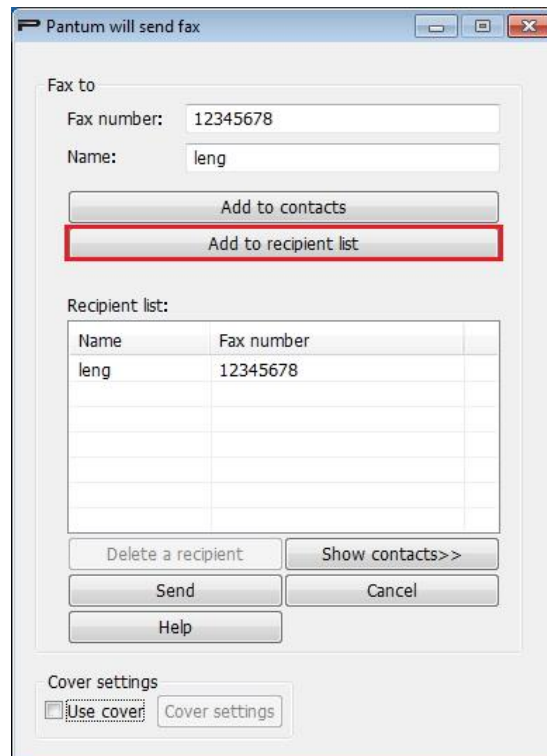 Pantum will send fax
Fax to
Fax number: 12345678
Name: leng
Add to contacts
Add to recipient list
Recipient list:
Name Fax number
leng 12345678
Delete a recipient Show contacts>>
Send Cancel
Help
Cover settings
Use cover Cover settings